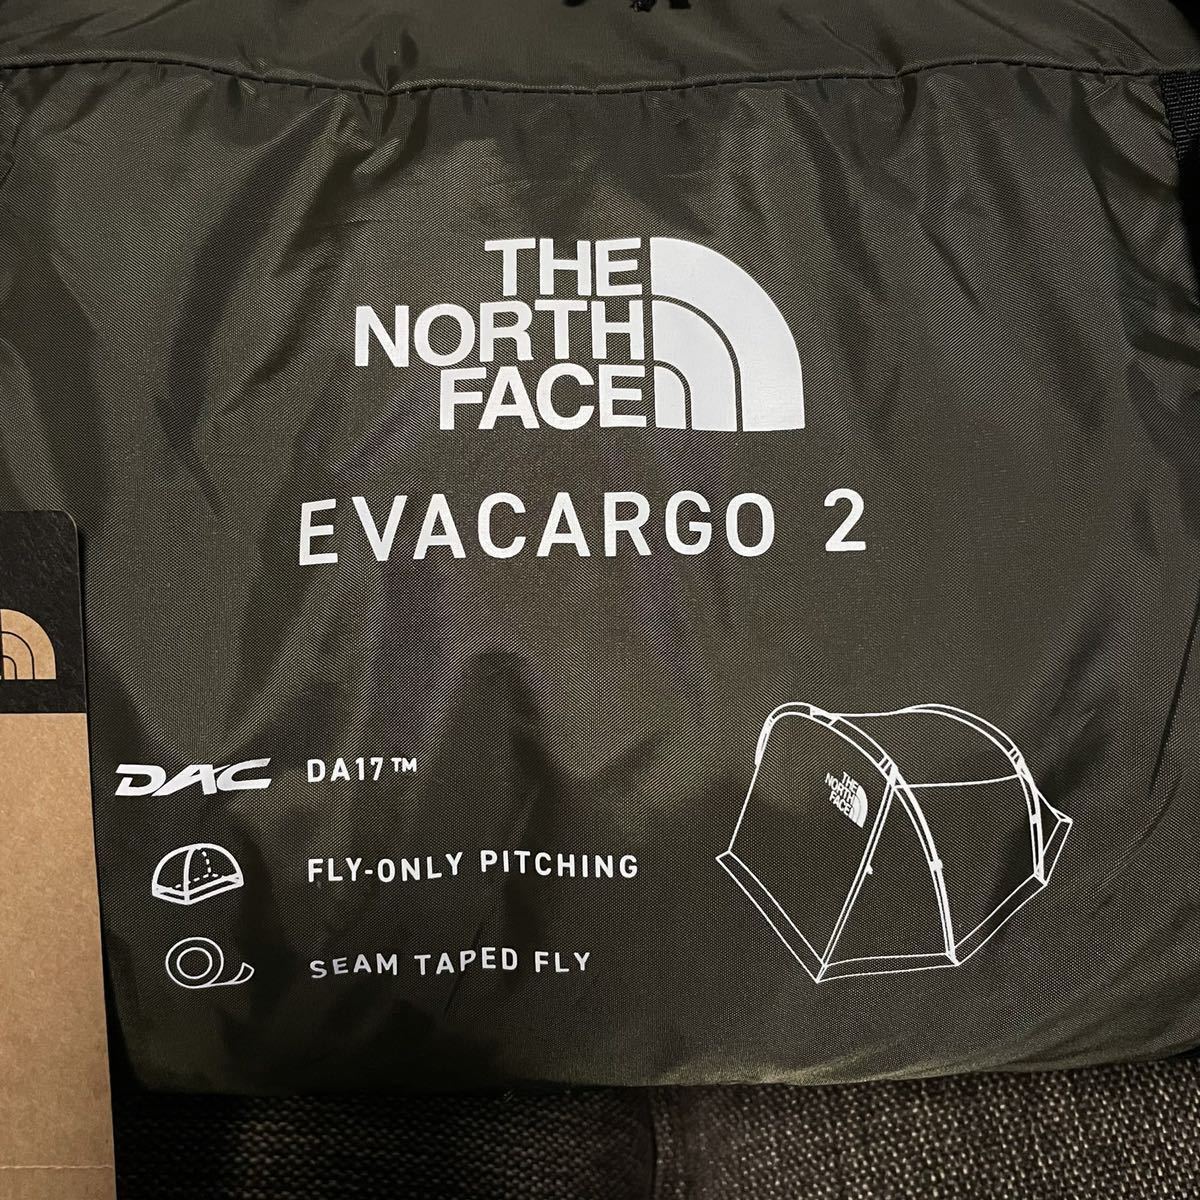 THE
NORTH
FACE
EVACARGO 2
DAC DA17™
FLY-ONLY PITCHING
SEAM TAPED FLY
THE
NORTH
FACE